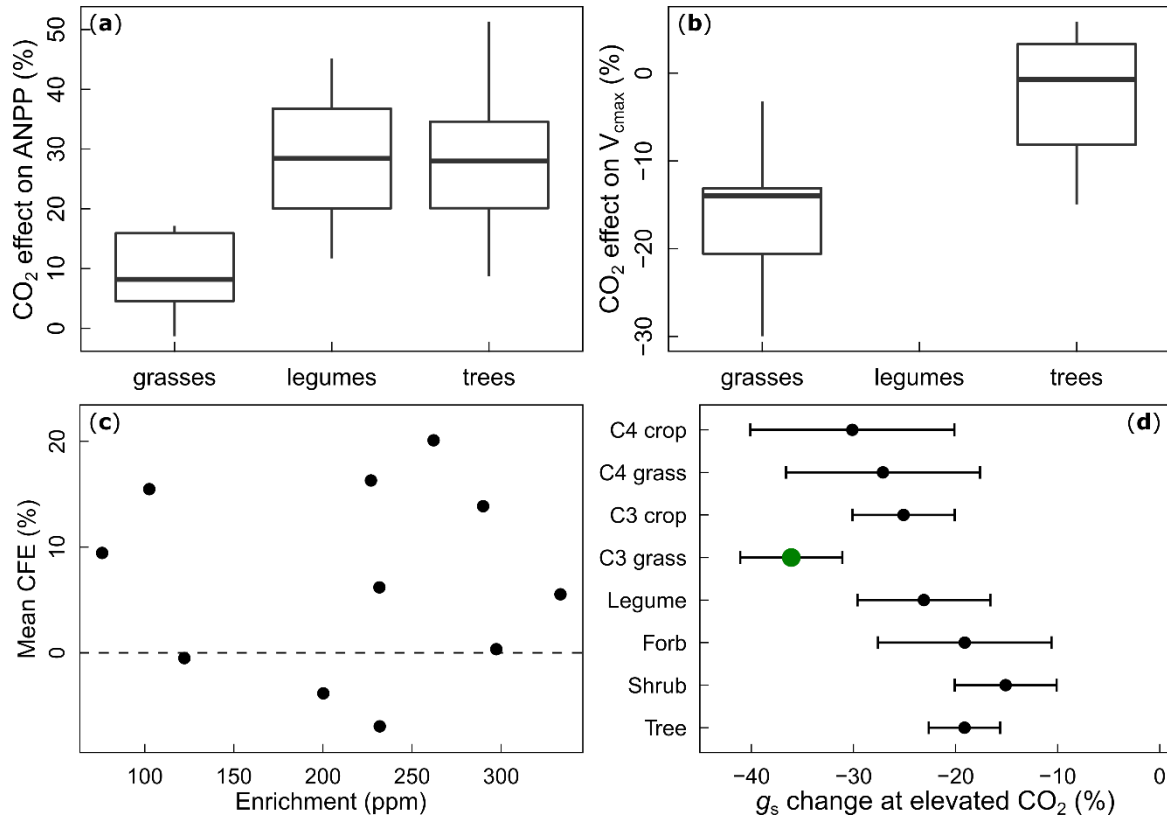 (a)
CO₂ effect on ANPP (%)
50
40
30
20
10
0
grasses legumes trees
(b)
CO₂ effect on Vcmax (%)
0
−10
−20
−30
grasses legumes trees
(c)
Mean CFE (%)
20
10
0
100 150 200 250 300
Enrichment (ppm)
(d)
C4 crop
C4 grass
C3 crop
C3 grass
Legume
Forb
Shrub
Tree
−40 −30 −20 −10 0
gs change at elevated CO₂ (%)